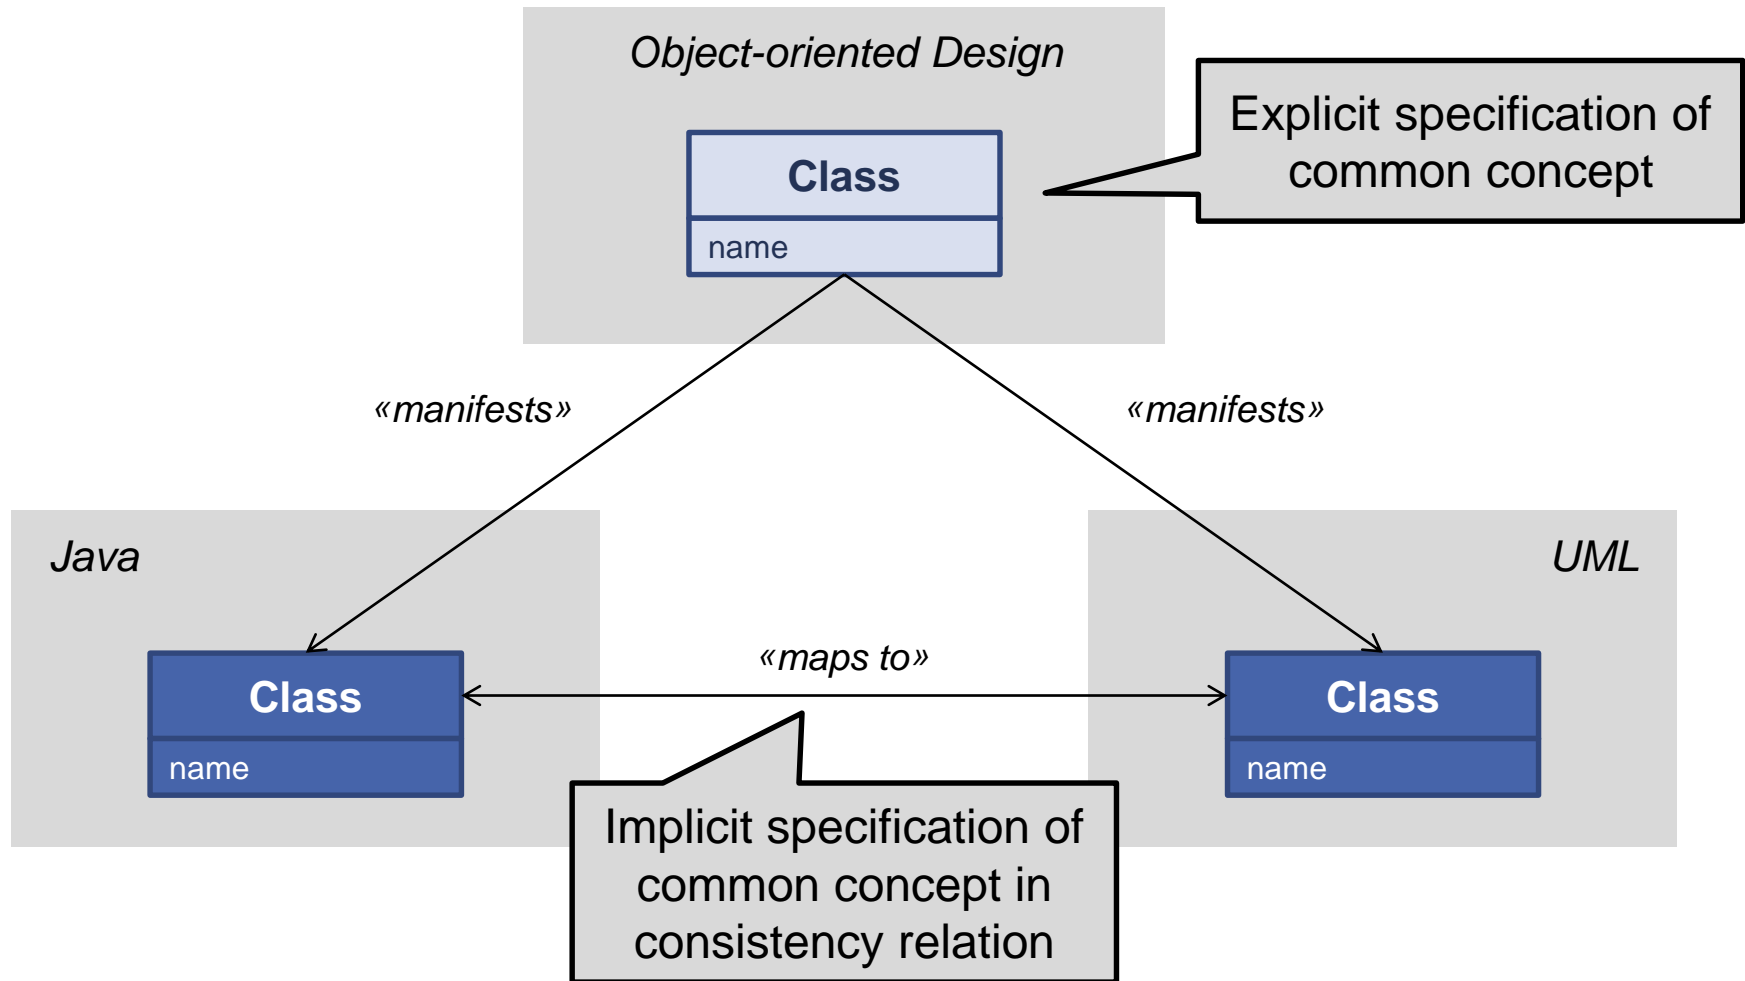 Object-oriented Design
Explicit specification of
common concept
Class
name
«manifests»
«manifests»
Java
UML
«maps to»
Class
name
Class
name
Implicit specification of
common concept in
consistency relation